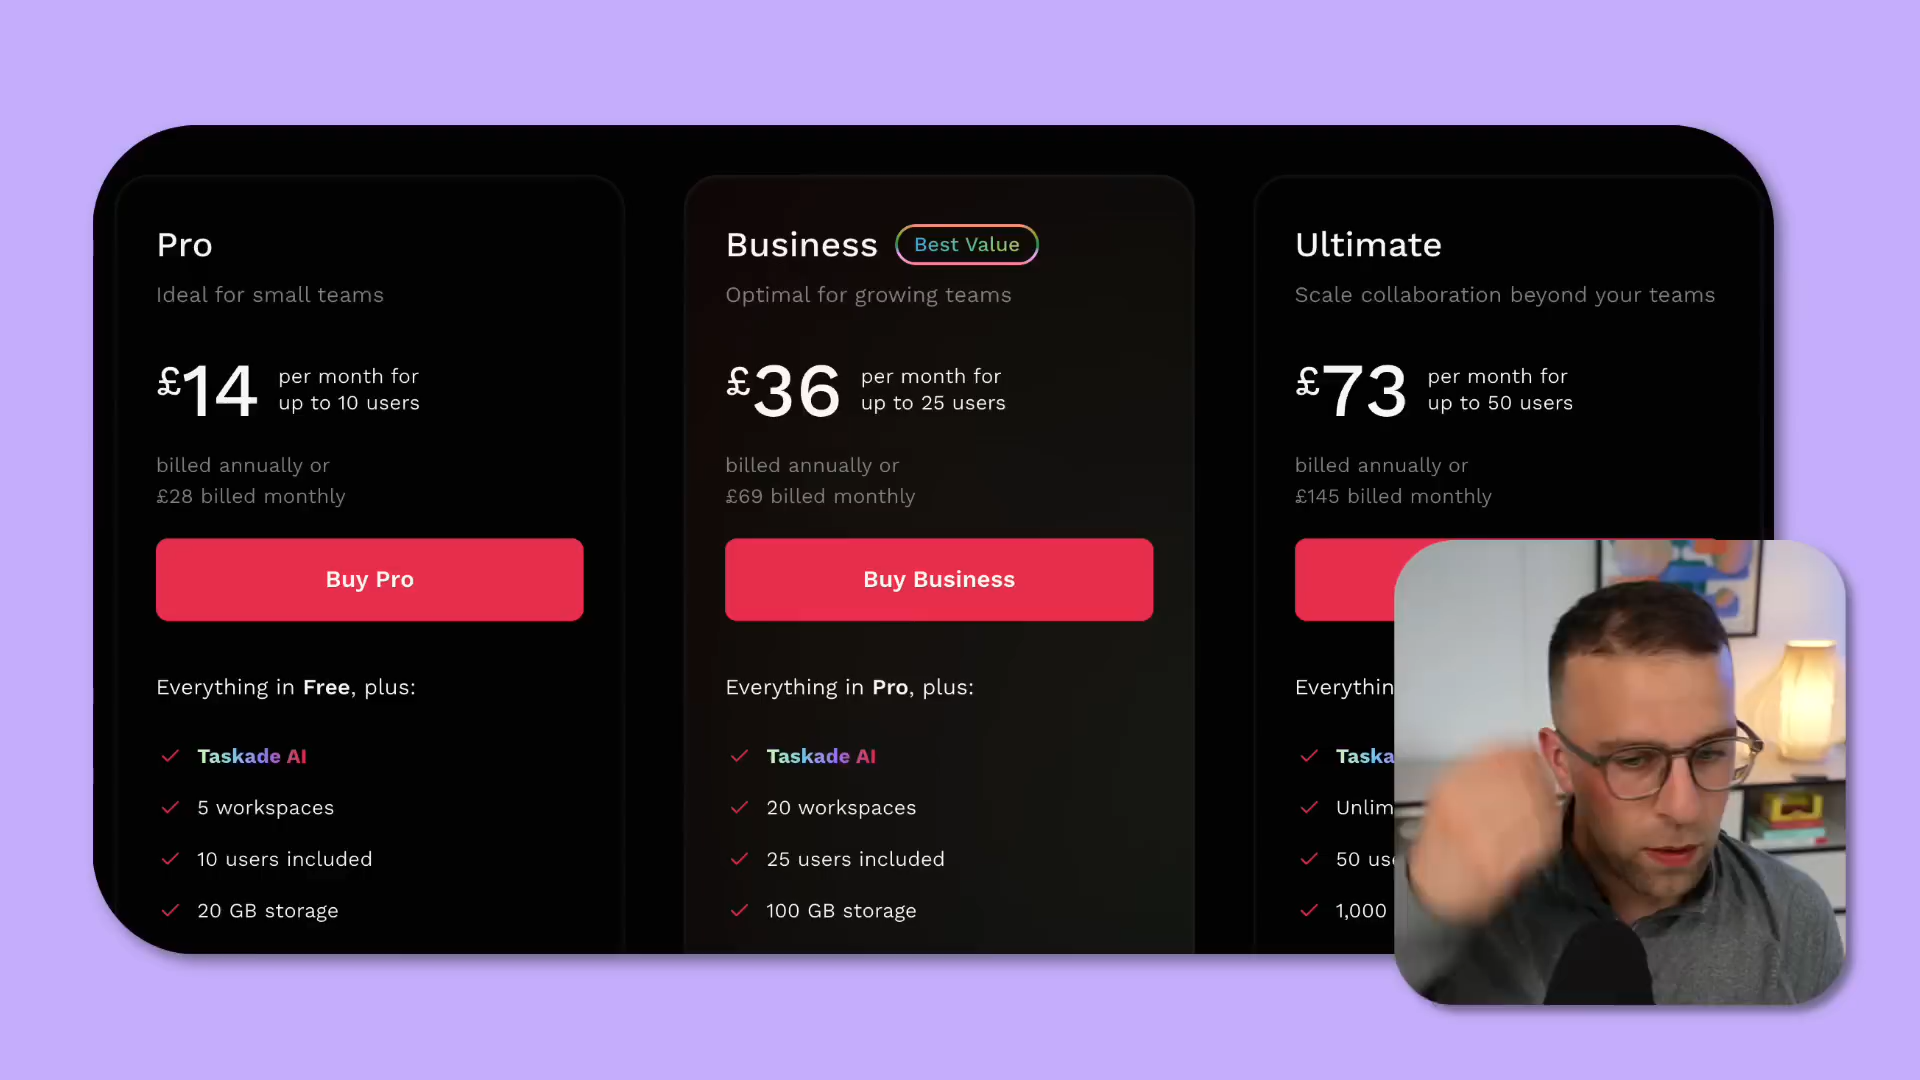 Pro
Ideal for small teams
£14 per month for
up to 10 users
billed annually or
£28 billed monthly
Buy Pro
Everything in Free, plus:
Taskade AI
5 workspaces
10 users included
20 GB storage
Business Best Value
Optimal for growing teams
£36 per month for
up to 25 users
billed annually or
£69 billed monthly
Buy Business
Everything in Pro, plus:
Taskade AI
20 workspaces
25 users included
100 GB storage
Ultimate
Scale collaboration beyond your teams
£73 per month for
up to 50 users
billed annually or
£145 billed monthly
50
1,000